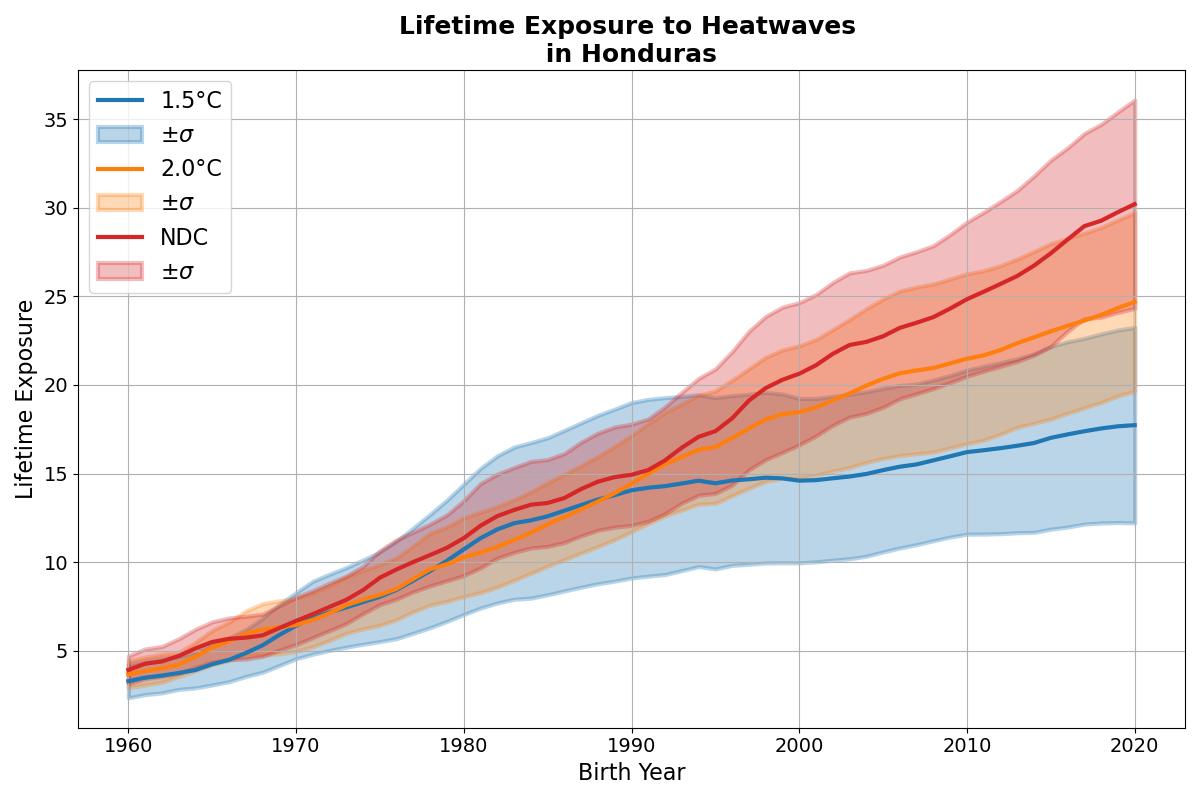 Lifetime Exposure to Heatwaves
in Honduras
1.5°C
±σ
2.0°C
±σ
NDC
±σ
Lifetime Exposure
35
30
25
20
15
10
5
1960
1970
1980
1990
2000
2010
2020
Birth Year